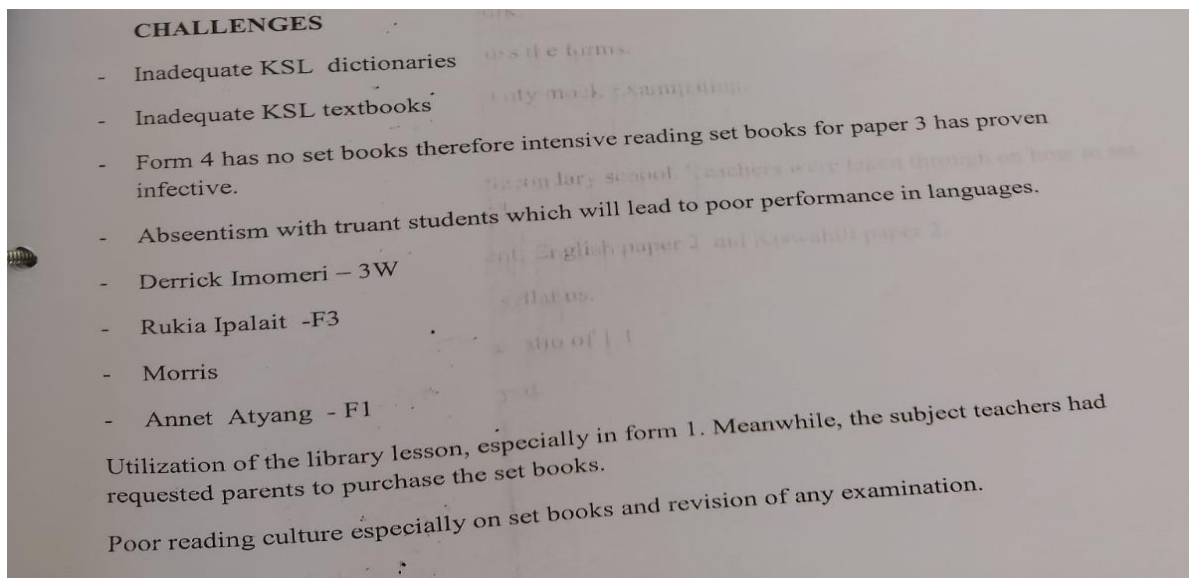 CHALLENGES
- Inadequate KSL dictionaries
- Inadequate KSL textbooks
- Form 4 has no set books therefore intensive reading set books for paper 3 has proven
infective.
- Abseentism with truant students which will lead to poor performance in languages.
- Derrick Imomeri – 3W
- Rukia Ipalait -F3
- Morris
- Annet Atyang - F1
Utilization of the library lesson, especially in form 1. Meanwhile, the subject teachers had
requested parents to purchase the set books.
Poor reading culture especially on set books and revision of any examination.